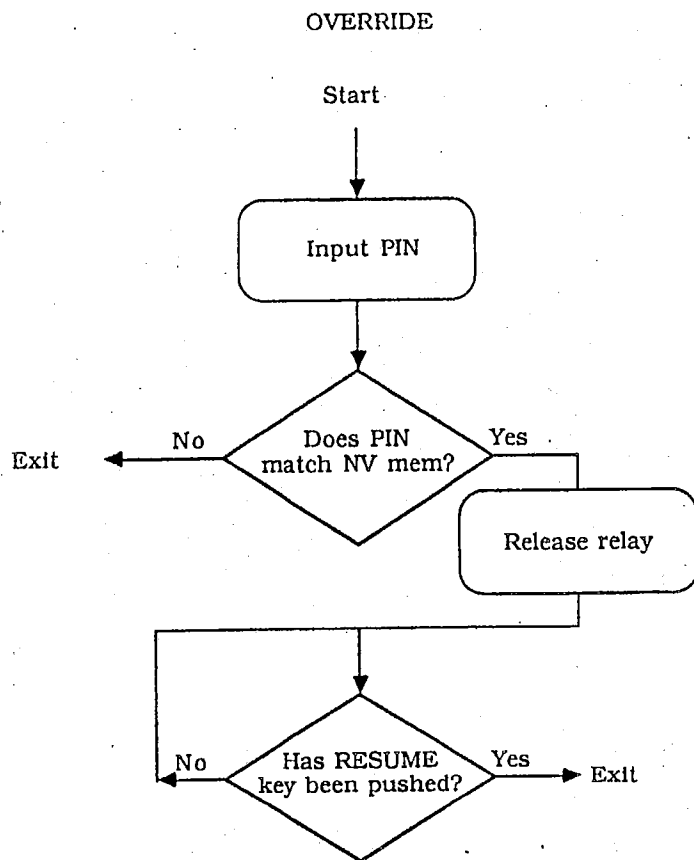 OVERRIDE
Start
Input PIN
Does PIN
match NV mem?
No
Yes
Exit
Release relay
Has RESUME
key been pushed?
No
Yes
Exit